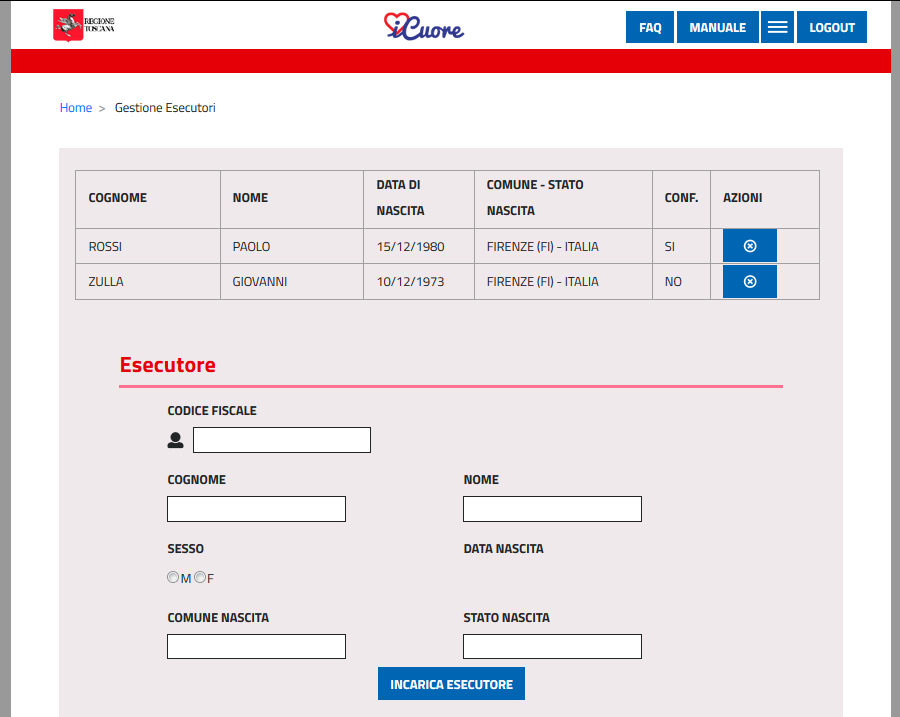 REGIONE
TOSCANA
iCuore
FAQ MANUALE LOGOUT
Home > Gestione Esecutori
COGNOME NOME DATA DI NASCITA COMUNE - STATO NASCITA CONF. AZIONI
ROSSI PAOLO 15/12/1980 FIRENZE (FI) - ITALIA SI
ZULLA GIOVANNI 10/12/1973 FIRENZE (FI) - ITALIA NO
Esecutore
CODICE FISCALE
COGNOME NOME
SESSO DATA NASCITA
M F
COMUNE NASCITA STATO NASCITA
INCARICA ESECUTORE